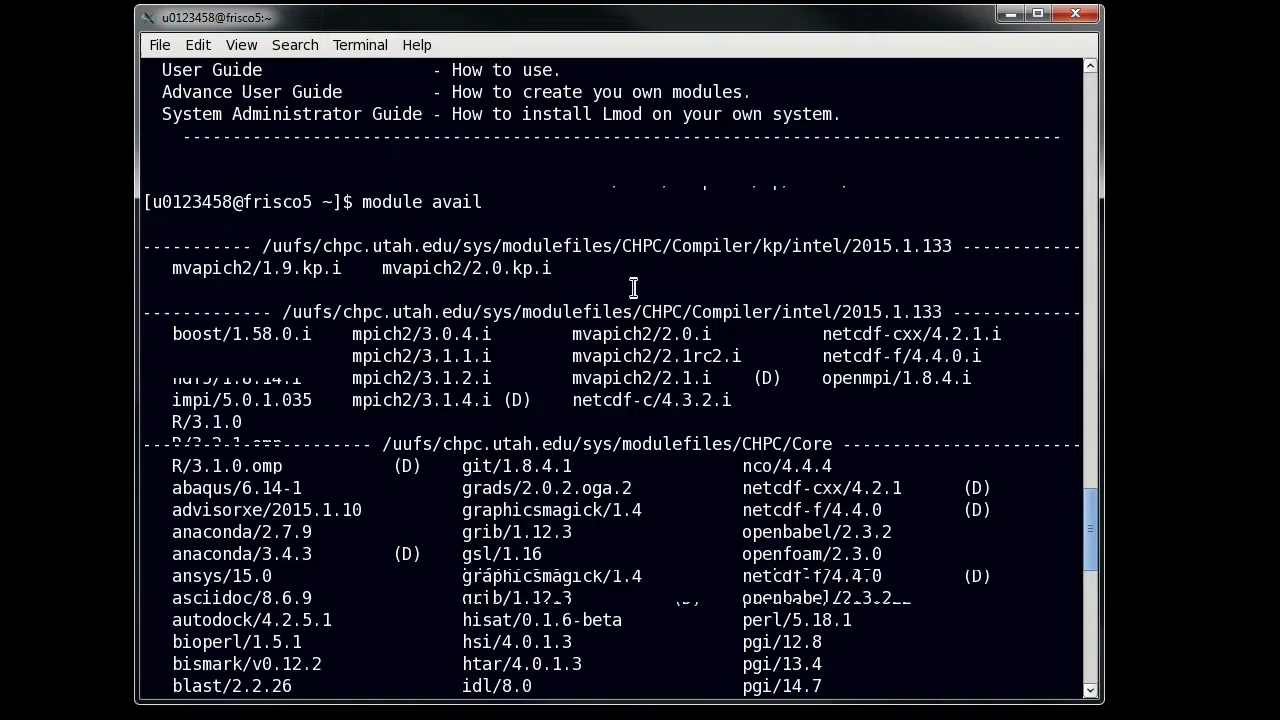 u0123458@frisco5:~
File Edit View Search Terminal Help
User Guide - How to use.
Advance User Guide - How to create you own modules.
System Administrator Guide - How to install Lmod on your own system.
----------------------------------------------------------------------------------------
[u0123458@frisco5 ~]$ module avail
----------- /uufs/chpc.utah.edu/sys/modulefiles/CHPC/Compiler/kp/intel/2015.1.133 ------------
mvapich2/1.9.kp.i mvapich2/2.0.kp.i
------------- /uufs/chpc.utah.edu/sys/modulefiles/CHPC/Compiler/intel/2015.1.133 -------------
boost/1.58.0.i mpich2/3.0.4.i mvapich2/2.0.i netcdf-cxx/4.2.1.i
mpich2/3.1.1.i mvapich2/2.1rc2.i netcdf-f/4.4.0.i
mpich2/3.1.2.i mvapich2/2.1.i (D) openmpi/1.8.4.i
impi/5.0.1.035 mpich2/3.1.4.i (D) netcdf-c/4.3.2.i
R/3.1.0
----------------------- /uufs/chpc.utah.edu/sys/modulefiles/CHPC/Core ------------------------
R/3.1.0.omp (D) git/1.8.4.1 nco/4.4.4
abaqus/6.14-1 grads/2.0.2.oga.2 netcdf-cxx/4.2.1 (D)
advisorxe/2015.1.10 graphicsmagick/1.4 netcdf-f/4.4.0 (D)
anaconda/2.7.9 grib/1.12.3 openbabel/2.3.2
anaconda/3.4.3 (D) gsl/1.16 openfoam/2.3.0
ansys/15.0 graphicsmagick/1.4 netcdf-f/4.4.0 (D)
asciidoc/8.6.9 grib/1.12.3
autodock/4.2.5.1 hisat/0.1.6-beta perl/5.18.1
bioperl/1.5.1 hsi/4.0.1.3 pgi/12.8
bismark/v0.12.2 htar/4.0.1.3 pgi/13.4
blast/2.2.26 idl/8.0 pgi/14.7